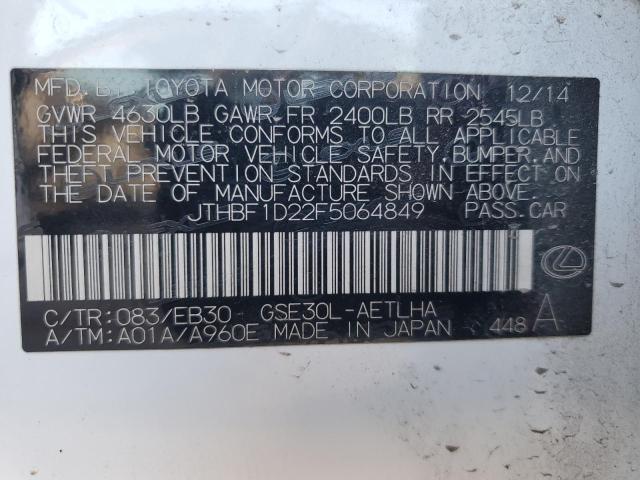 MFD. BY TOYOTA MOTOR CORPORATION 12/14
GVWR 4630LB GAWR FR 2400LB RR 2545LB
THIS VEHICLE CONFORMS TO ALL APPLICABLE
FEDERAL MOTOR VEHICLE SAFETY, BUMPER, AND
THEFT PREVENTION STANDARDS IN EFFECT ON
THE DATE OF MANUFACTURE SHOWN ABOVE.
JTHBF1D22F5064849 PASS.CAR
C/TR:083/EB30 GSE30L-AETLHA
A/TM:A01A/A960E MADE IN JAPAN 448 A